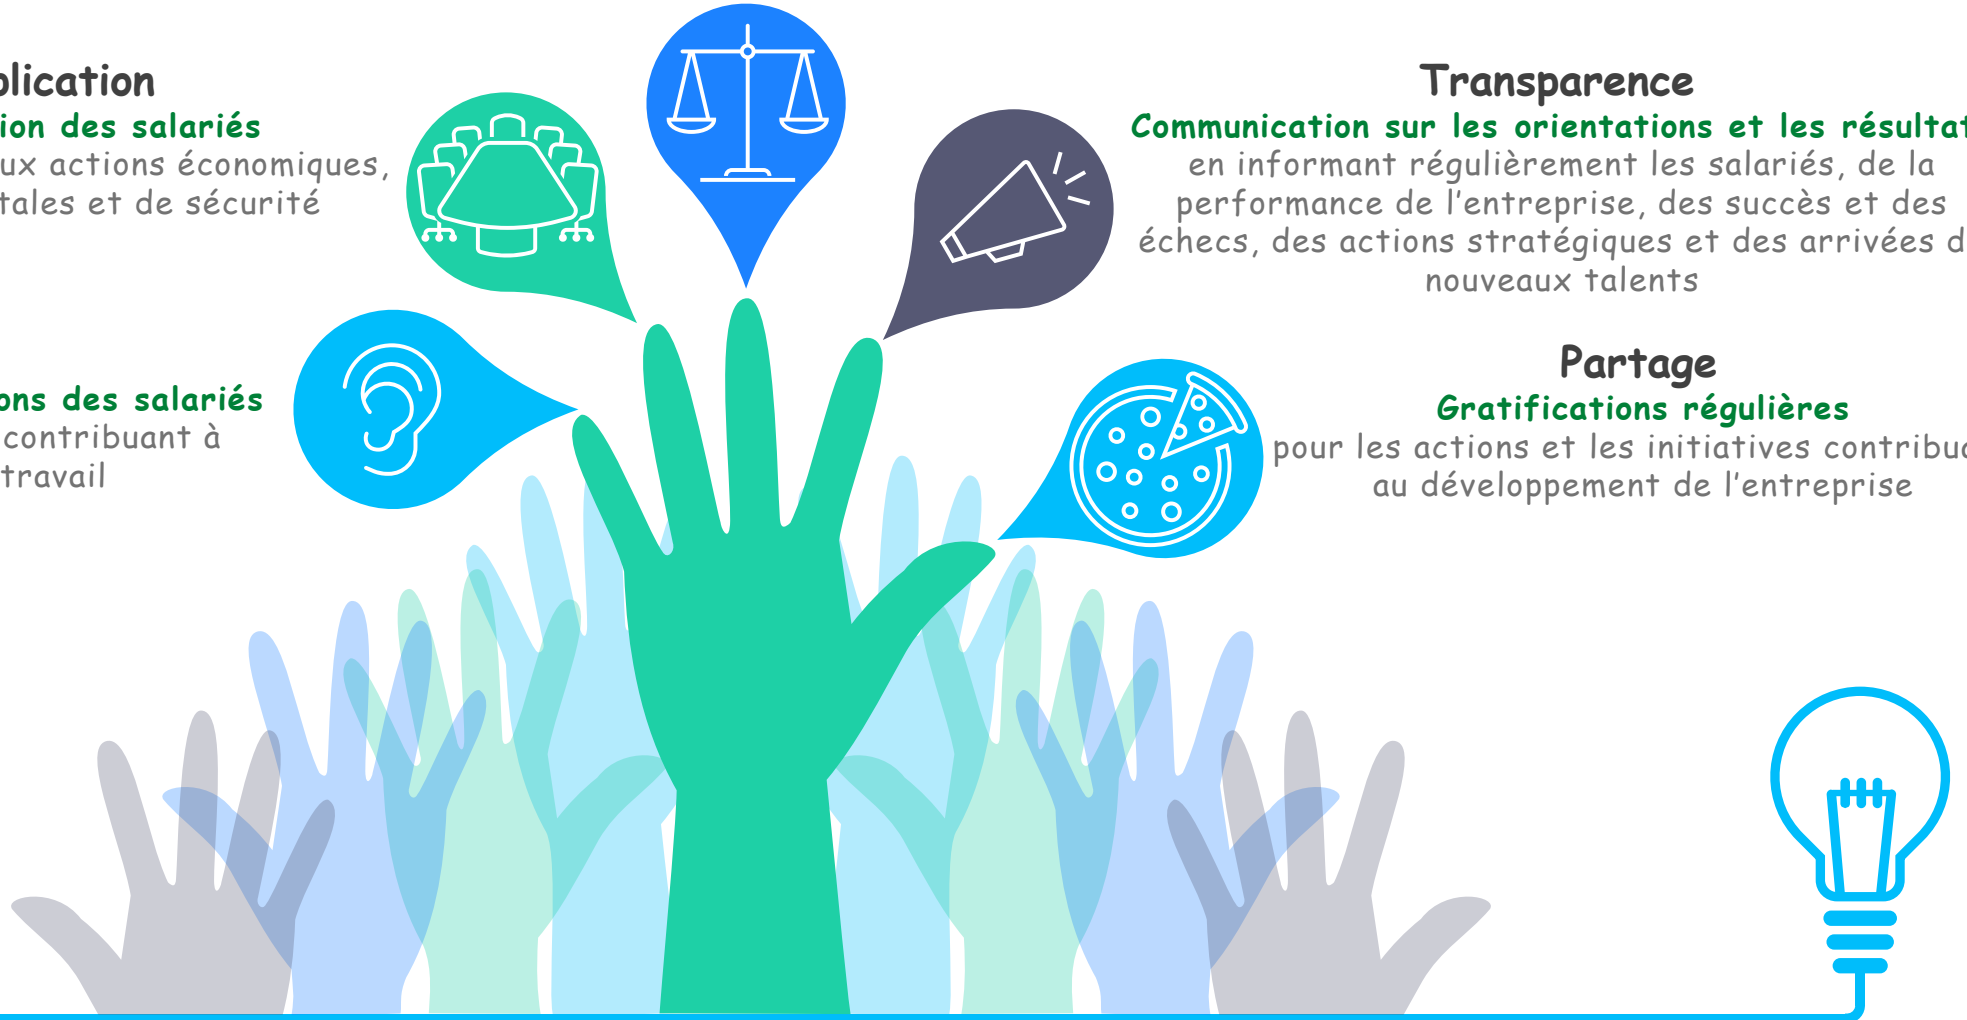 plication
ion des salariés
ux actions économiques,
tales et de sécurité
ons des salariés
contribuant à
travail
Transparence
Communication sur les orientations et les résultat
en informant régulièrement les salariés, de la
performance de l'entreprise, des succès et des
échecs, des actions stratégiques et des arrivées d
nouveaux talents
Partage
Gratifications régulières
pour les actions et les initiatives contribua
au développement de l'entreprise